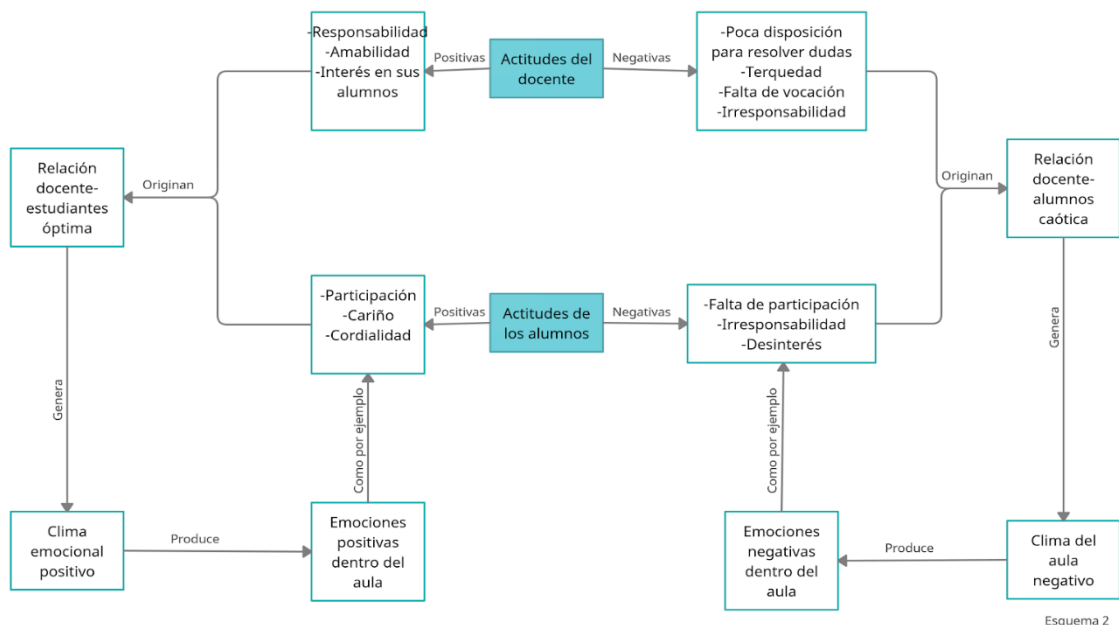 -Responsabilidad
-Amabilidad
-Interés en sus
alumnos
Positivas
Actitudes del
docente
Negativas
-Poca disposición
para resolver dudas
-Terquedad
-Falta de vocación
-Irresponsabilidad
Relación
docente-
estudiantes
óptima
Originan
Originan
Relación
docente-
alumnos
caótica
-Participación
-Cariño
-Cordialidad
Positivas
Actitudes de
los alumnos
Negativas
-Falta de participación
-Irresponsabilidad
-Desinterés
Genera
Como por ejemplo
Como por ejemplo
Genera
Clima
emocional
positivo
Produce
Emociones
positivas
dentro del
aula
Emociones
negativas
dentro del
aula
Produce
Clima del
aula
negativo
Esquema 2